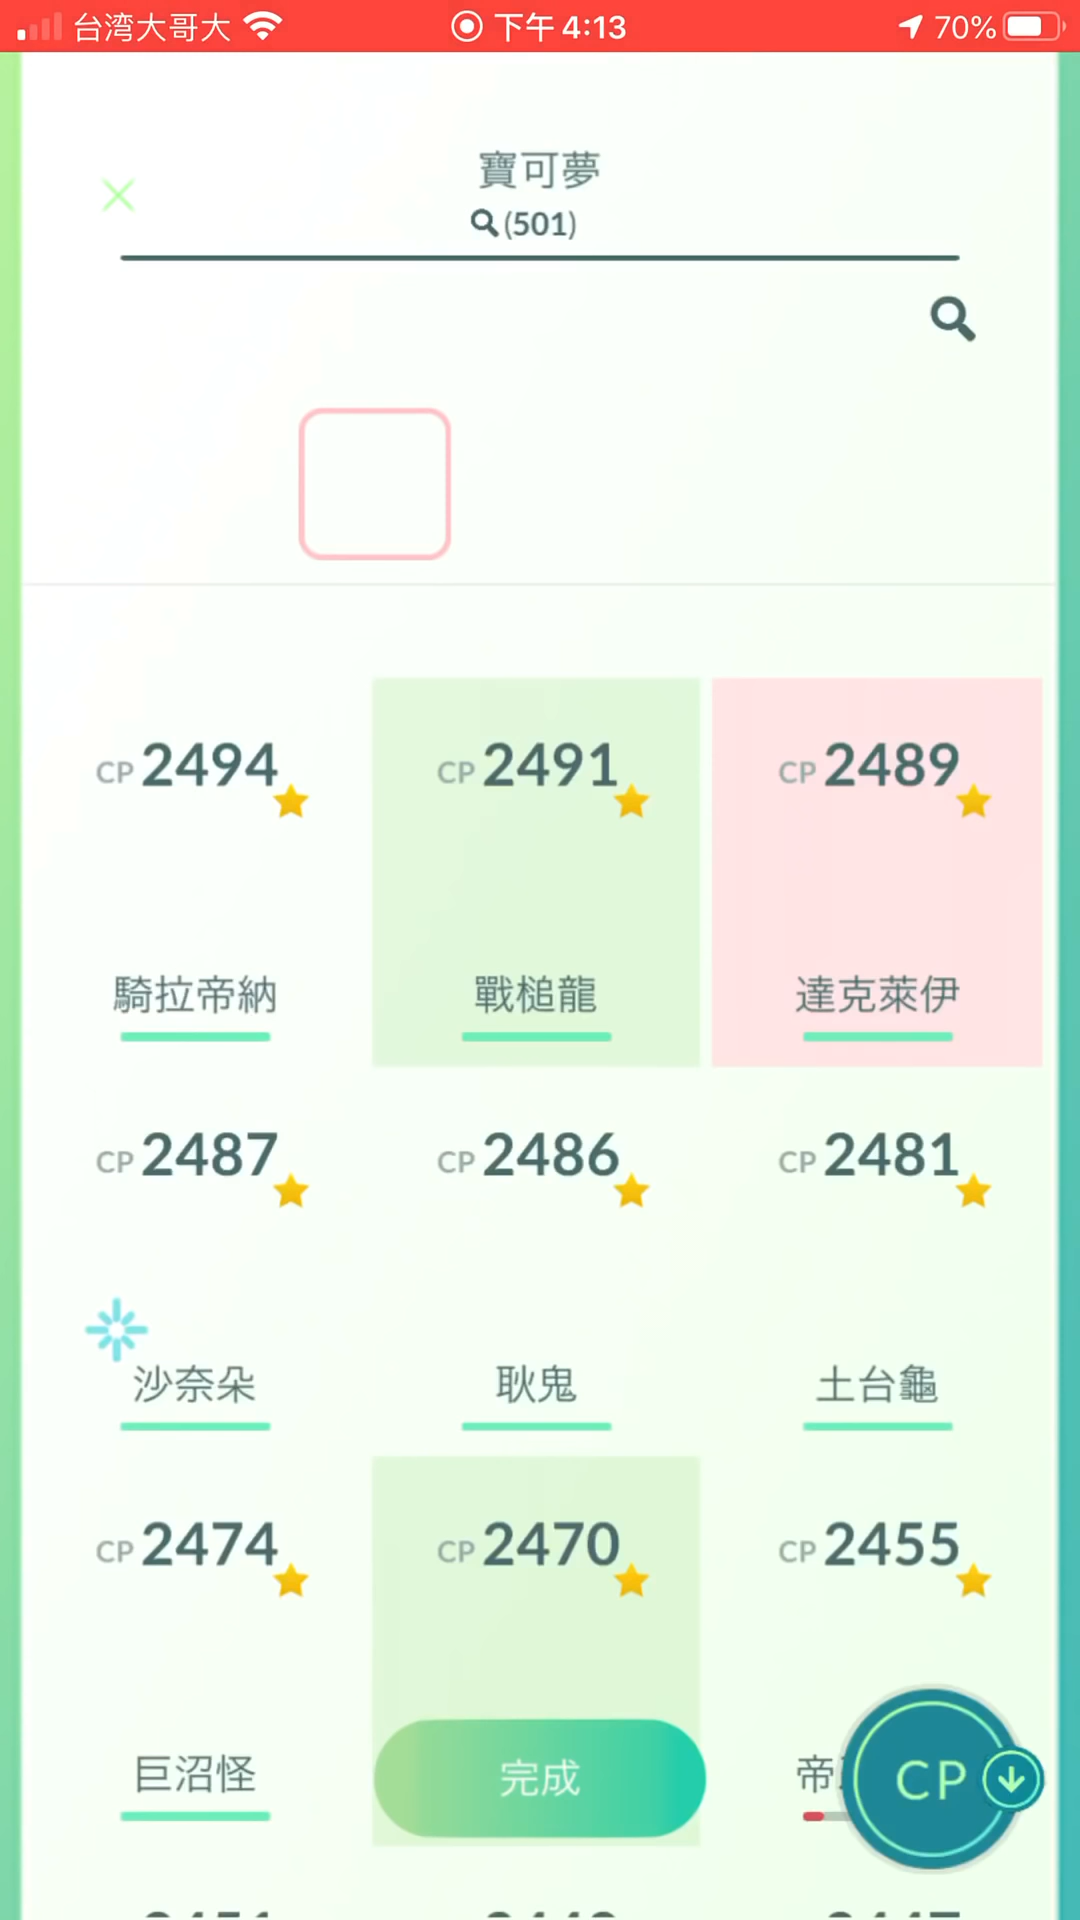 台湾大哥大 下午 4:13 70%
寶可夢
(501)
CP 2494 CP 2491 CP 2489
騎拉帝納 戰槌龍 達克萊伊
CP 2487 CP 2486 CP 2481
沙奈朵 耿鬼 土台龜
CP 2474 CP 2470 CP 2455
巨沼怪 完成 帝
CP